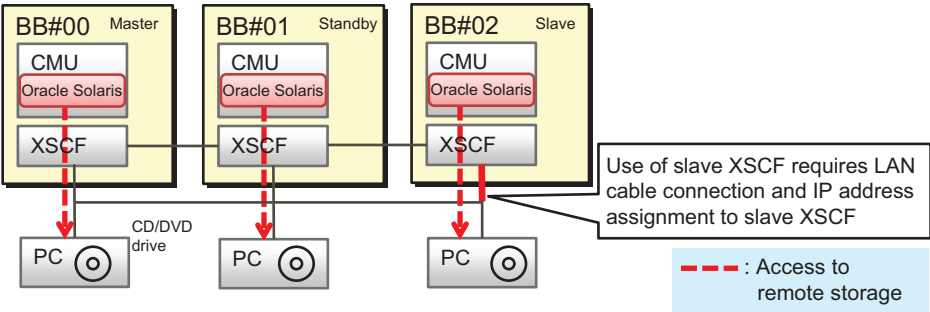 BB#00 Master
CMU
Oracle Solaris
XSCF
BB#01 Standby
CMU
Oracle Solaris
XSCF
BB#02 Slave
CMU
Oracle Solaris
XSCF
Use of slave XSCF requires LAN
cable connection and IP address
assignment to slave XSCF
CD/DVD
drive
PC
PC
PC
: Access to
remote storage